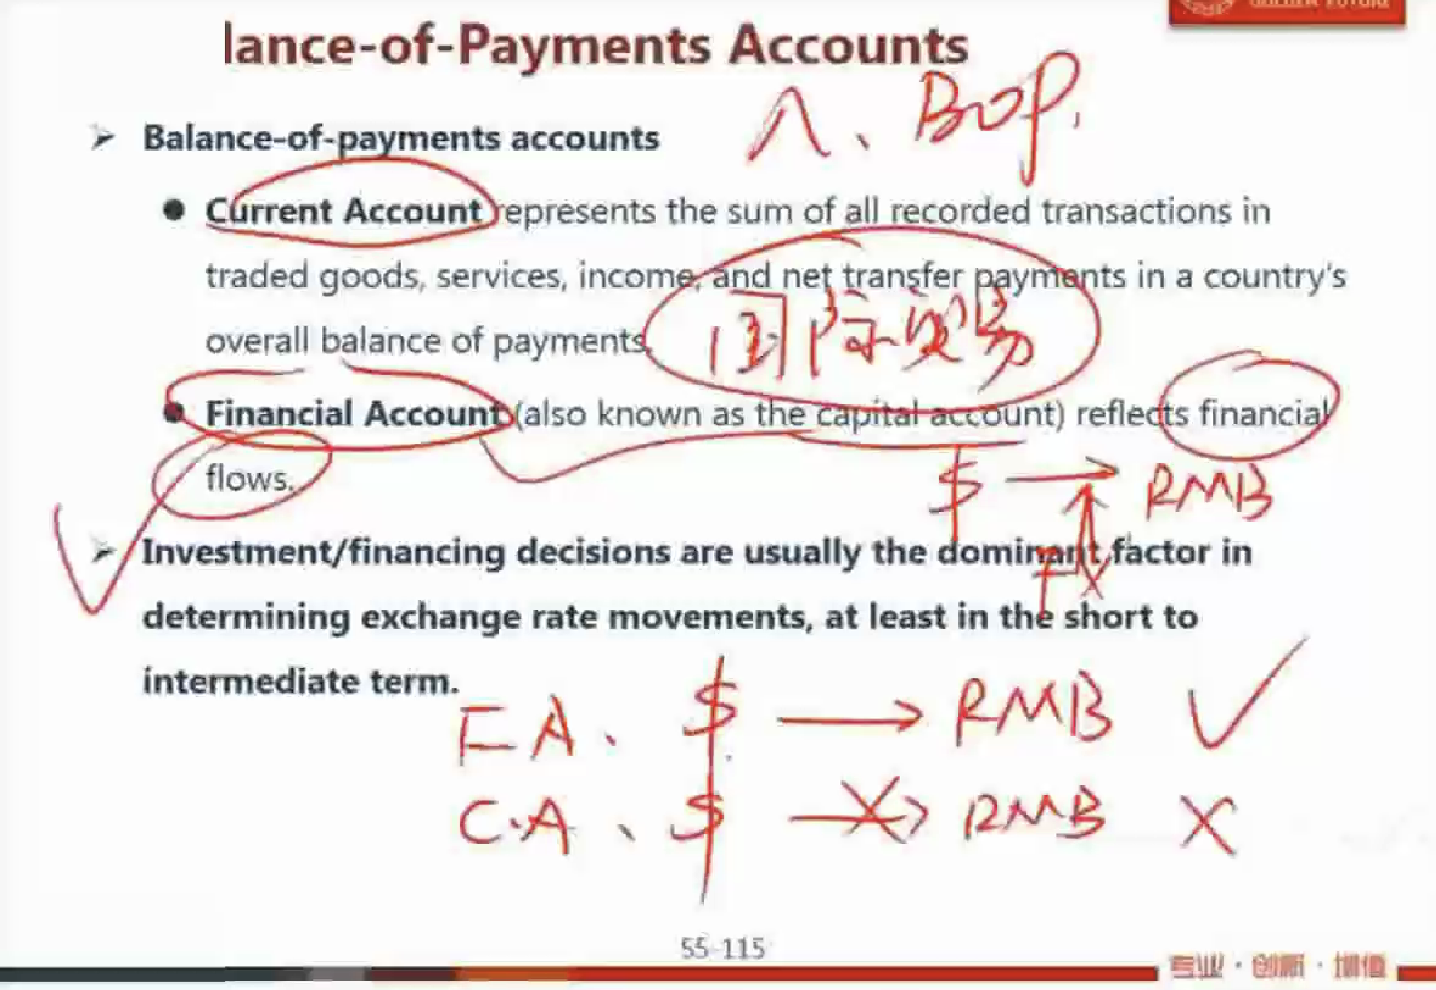 GOLDEN FUTURE
lance-of-Payments Accounts
八、BOP.
➢ Balance-of-payments accounts
● Current Account represents the sum of all recorded transactions in
traded goods, services, income, and net transfer payments in a country's
overall balance of payments.
国际贸易
● Financial Account (also known as the capital account) reflects financial
flows.
$ → RMB
FX
➢ Investment/financing decisions are usually the dominant factor in
determining exchange rate movements, at least in the short to
intermediate term.
F.A. $ → RMB ✓
C.A. $ → RMB ×
55-115
专业·创新·增值